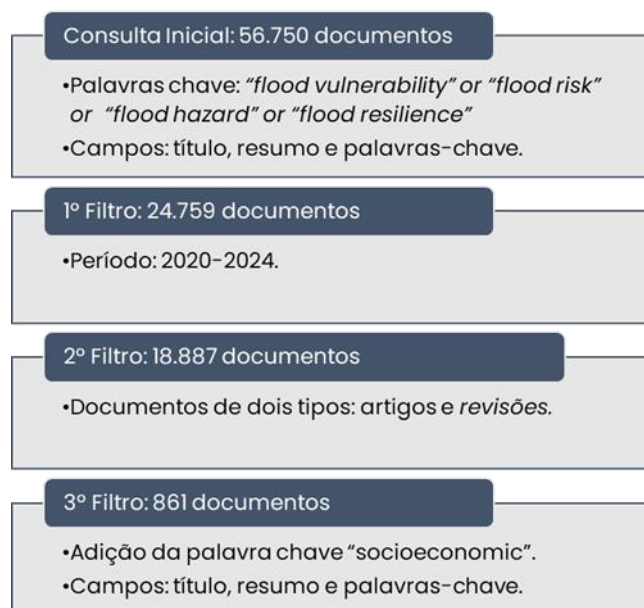 Consulta Inicial: 56.750 documentos
•Palavras chave: “flood vulnerability” or “flood risk”
or “flood hazard” or “flood resilience”
•Campos: título, resumo e palavras-chave.
1º Filtro: 24.759 documentos
•Período: 2020-2024.
2º Filtro: 18.887 documentos
•Documentos de dois tipos: artigos e revisões.
3º Filtro: 861 documentos
•Adição da palavra chave “socioeconomic”.
•Campos: título, resumo e palavras-chave.